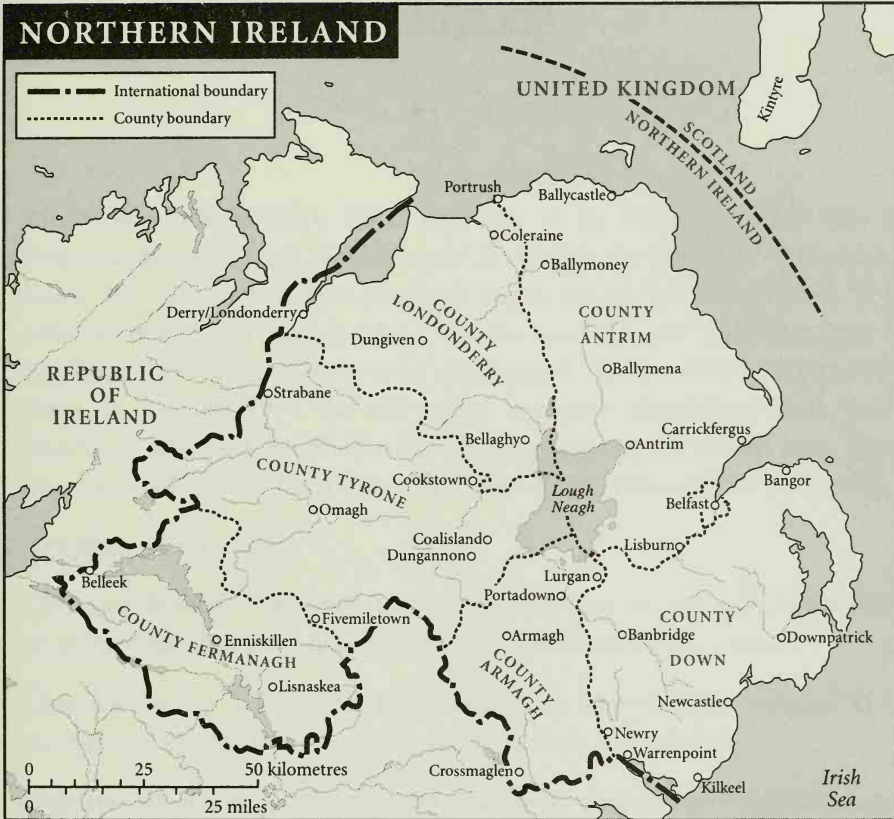 NORTHERN IRELAND
International boundary
County boundary
UNITED KINGDOM
Kintyre
SCOTLAND
NORTHERN IRELAND
Portrush
Ballycastle
Coleraine
Ballymoney
Derry/Londonderry
COUNTY
LONDONDERRY
COUNTY
ANTRIM
Dungiven
REPUBLIC
OF
IRELAND
Ballymena
Strabane
Carrickfergus
Bellaghy
Antrim
COUNTY TYRONE
Cookstown
Bangor
Lough
Neagh
Belfast
Omagh
Coalisland
Dungannon
Lisburn
Belleek
Lurgan
Portadown
COUNTY FERMANAGH
Fivemiletown
Enniskillen
Armagh
Banbridge
COUNTY
DOWN
Downpatrick
COUNTY
ARMAGH
Lisnaskea
Newcastle
Newry
Warrenpoint
Crossmaglen
Kilkeel
Irish
Sea
0 25 50 kilometres
0 25 miles